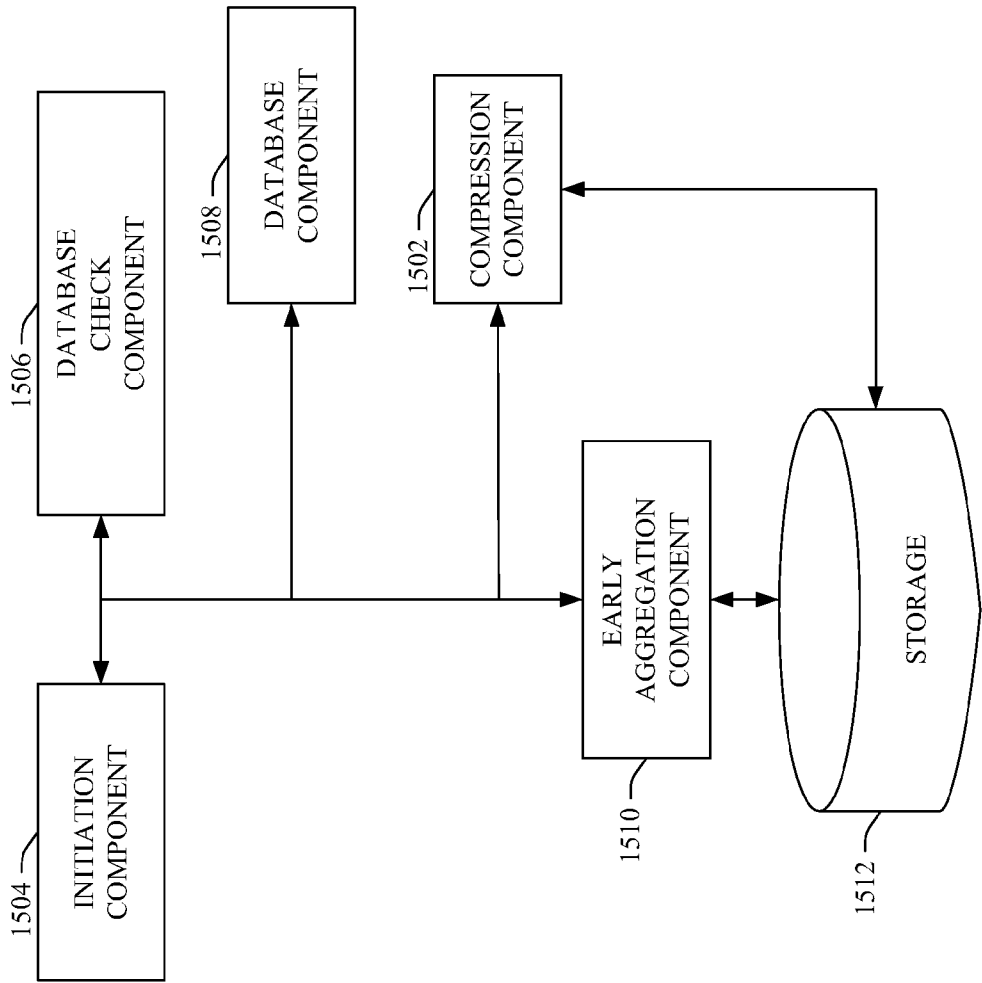 1504
INITIATION
COMPONENT
1506
DATABASE
CHECK
COMPONENT
1508
DATABASE
COMPONENT
1502
COMPRESSION
COMPONENT
1510
EARLY
AGGREGATION
COMPONENT
1512
STORAGE